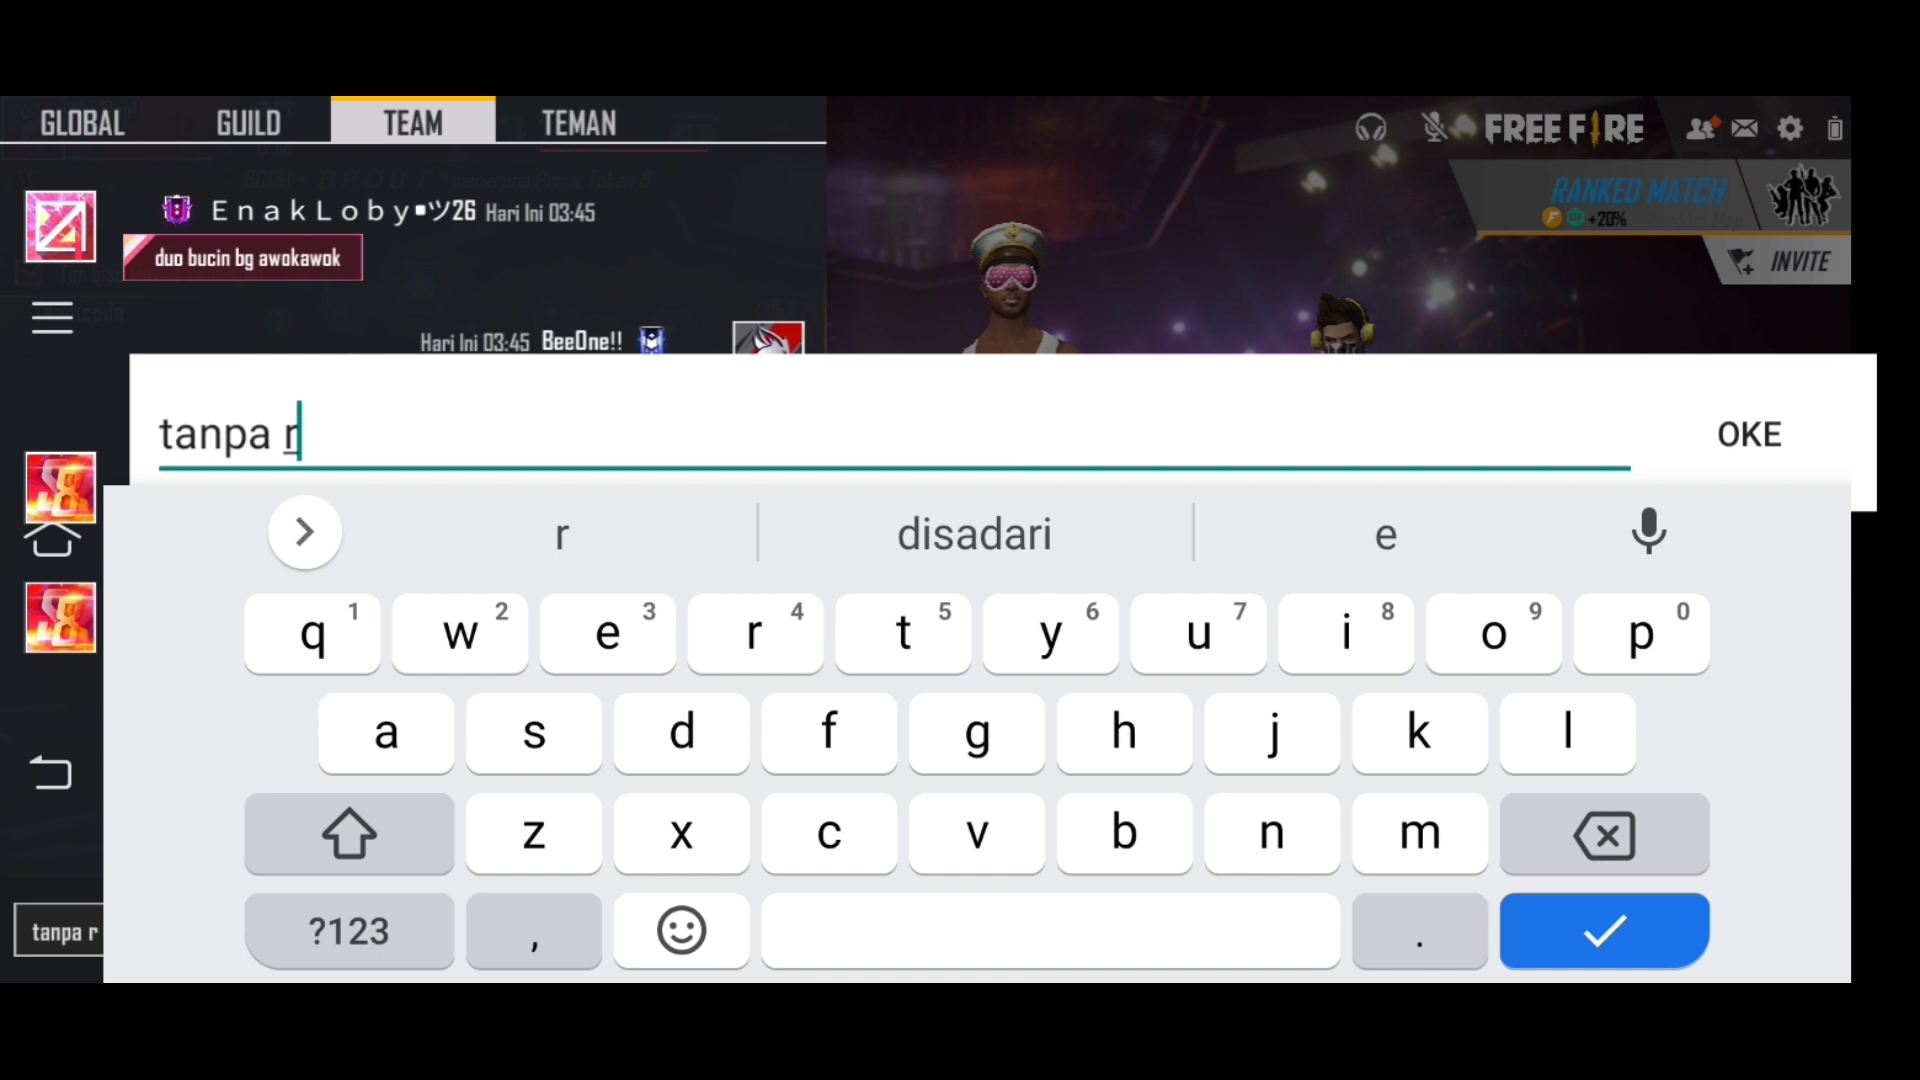 GLOBAL GUILD TEAM TEMAN
FREE FIRE
RANKED MATCH
+20%
INVITE
EnakLoby▪ツ26 Hari Ini 03:45
duo bucin bg awokawok
Hari Ini 03:45 BeeOne!!
tanpa r
OKE
r disadari e
q 1 w 2 e 3 r 4 t 5 y 6 u 7 i 8 o 9 p 0
a s d f g h j k l
z x c v b n m
?123 , .
tanpa r